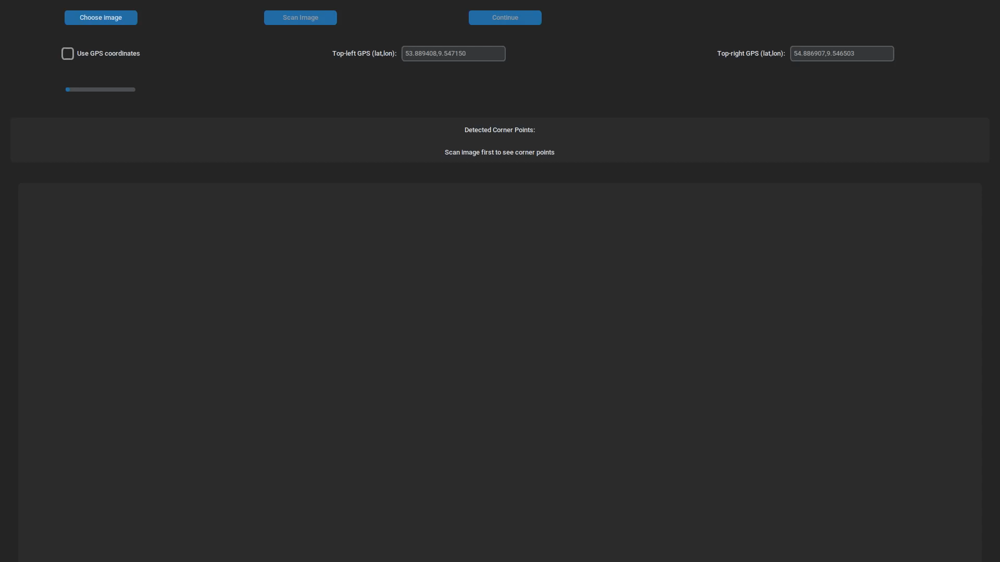 Choose image
Scan Image
Continue
Use GPS coordinates
Top-left GPS (lat,lon):
53.889408,9.547150
Top-right GPS (lat,lon):
54.886907,9.546503
Detected Corner Points:
Scan image first to see corner points